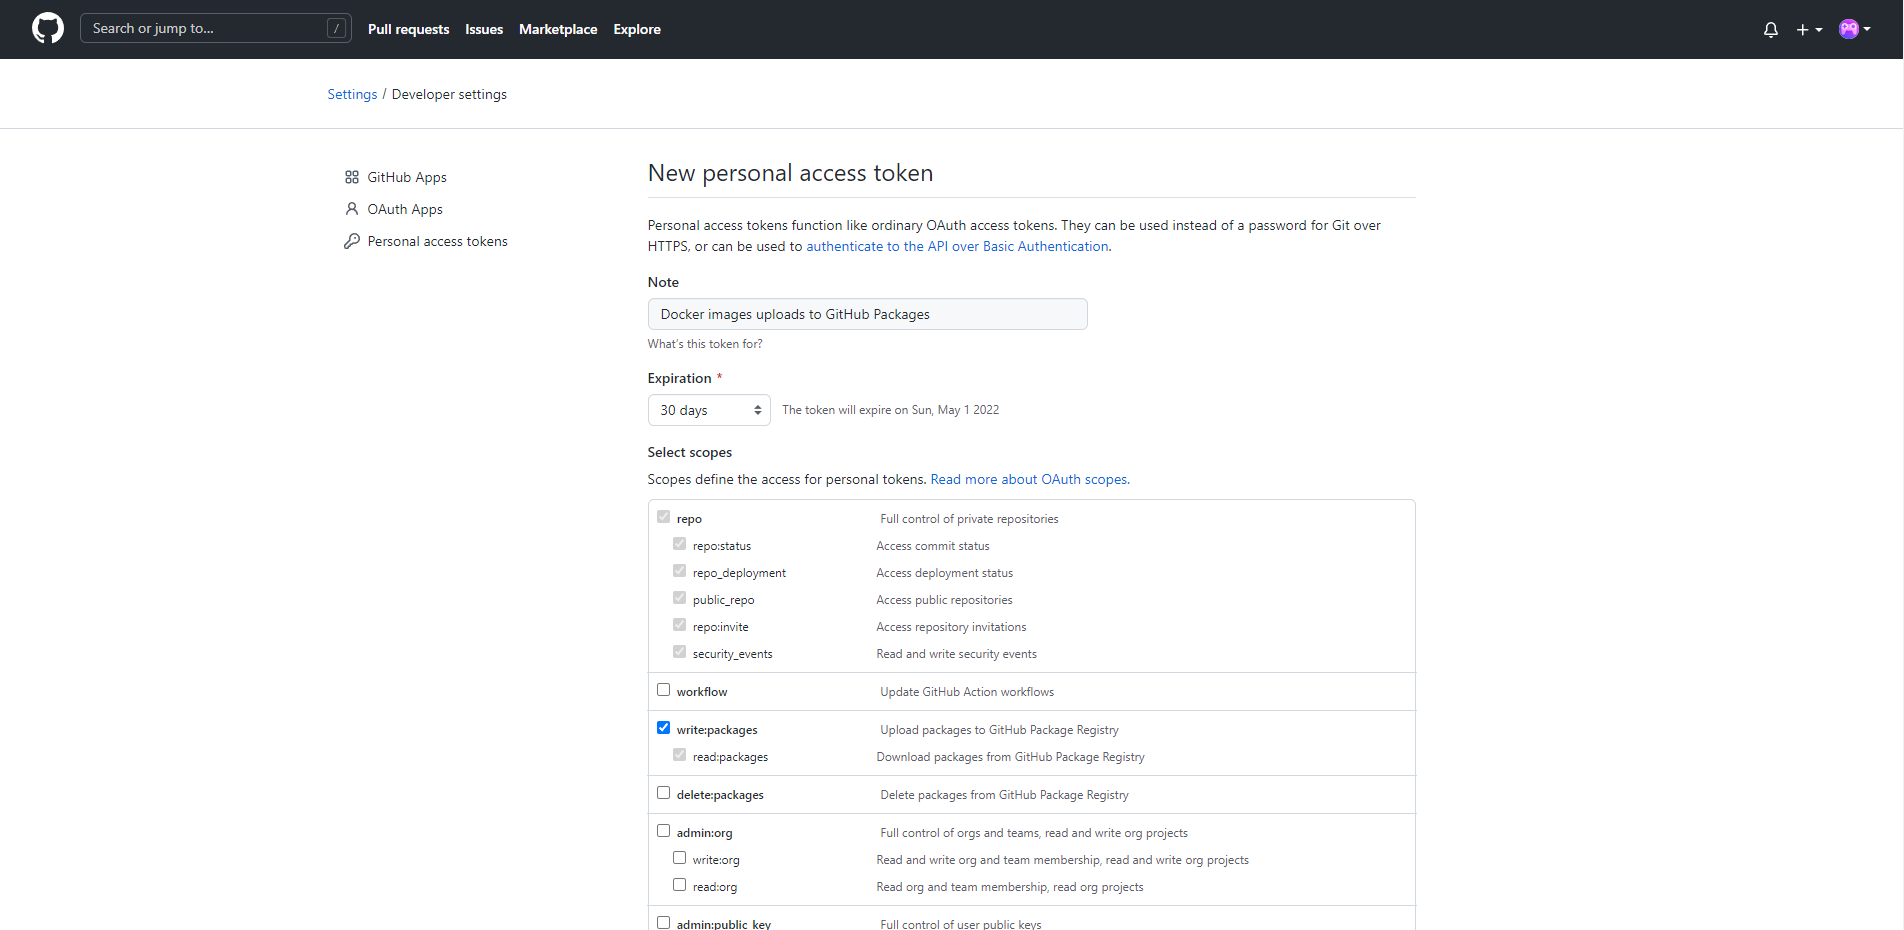 Search or jump to... /
Pull requests Issues Marketplace Explore
Settings / Developer settings
GitHub Apps
OAuth Apps
Personal access tokens
New personal access token
Personal access tokens function like ordinary OAuth access tokens. They can be used instead of a password for Git over
HTTPS, or can be used to authenticate to the API over Basic Authentication.
Note
Docker images uploads to GitHub Packages
What's this token for?
Expiration *
30 days The token will expire on Sun, May 1 2022
Select scopes
Scopes define the access for personal tokens. Read more about OAuth scopes.
repo Full control of private repositories
repo:status Access commit status
repo_deployment Access deployment status
public_repo Access public repositories
repo:invite Access repository invitations
security_events Read and write security events
workflow Update GitHub Action workflows
write:packages Upload packages to GitHub Package Registry
read:packages Download packages from GitHub Package Registry
delete:packages Delete packages from GitHub Package Registry
admin:org Full control of orgs and teams, read and write org projects
write:org Read and write org and team membership, read and write org projects
read:org Read org and team membership, read org projects
admin:public_key Full control of user public keys